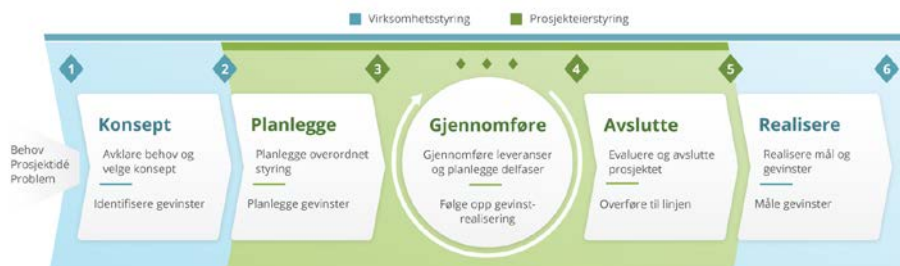 Virksomhetsstyring
Prosjekteierstyring
1
2
3
4
5
6
Behov
Prosjektidé
Problem
Konsept
Avklare behov og
velge konsept
Identifisere gevinster
Planlegge
Planlegge overordnet
styring
Planlegge gevinster
Gjennomføre
Gjennomføre leveranser
og planlegge delfaser
Følge opp gevinst-
realisering
Avslutte
Evaluere og avslutte
prosjektet
Overføre til linjen
Realisere
Realisere mål og
gevinster
Måle gevinster